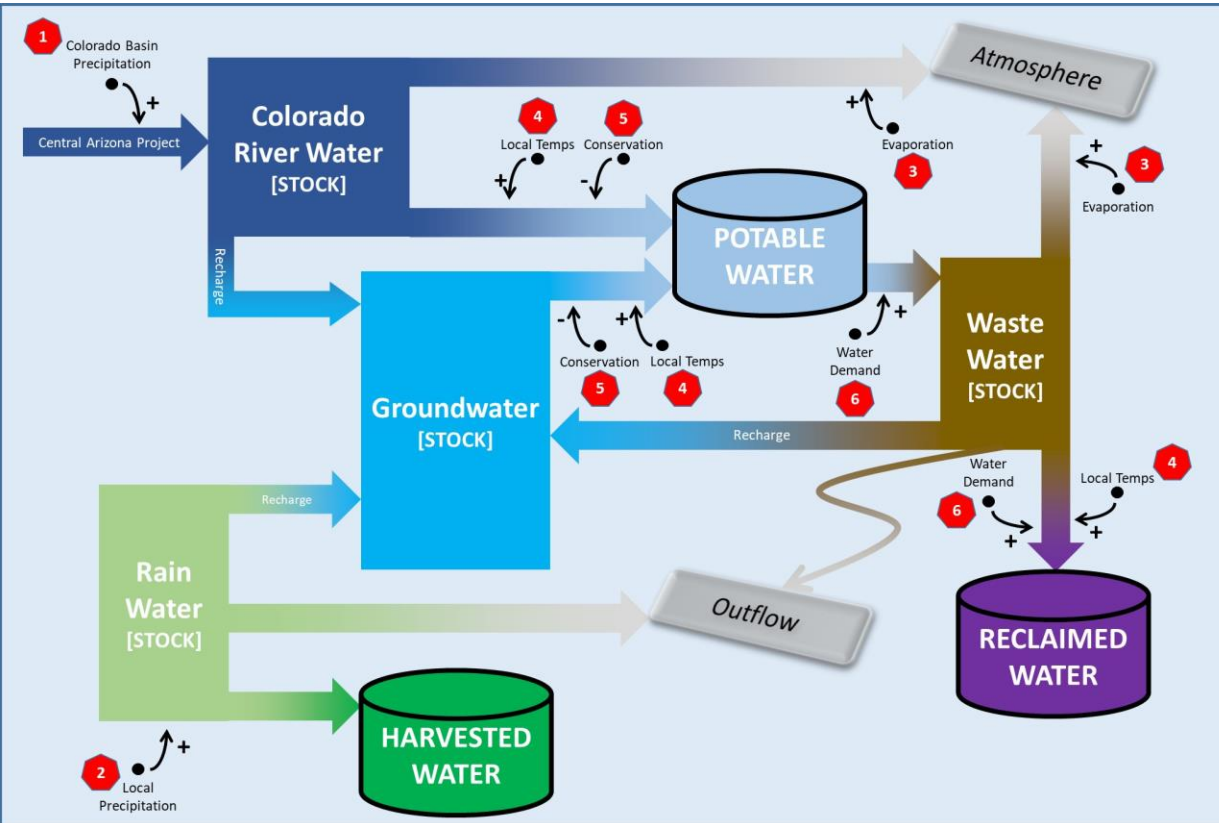 1
Colorado Basin
Precipitation
+
Central Arizona Project
Colorado
River Water
[STOCK]
Atmosphere
4
Local Temps
+
5
Conservation
-
+
Evaporation
3
+
3
Evaporation
Recharge
POTABLE
WATER
-
Conservation
5
+
Local Temps
4
+
Water
Demand
6
Waste
Water
[STOCK]
Groundwater
[STOCK]
Recharge
Recharge
Water
Demand
6
+
Local Temps
4
+
Rain
Water
[STOCK]
Outflow
RECLAIMED
WATER
HARVESTED
WATER
2
+
Local
Precipitation